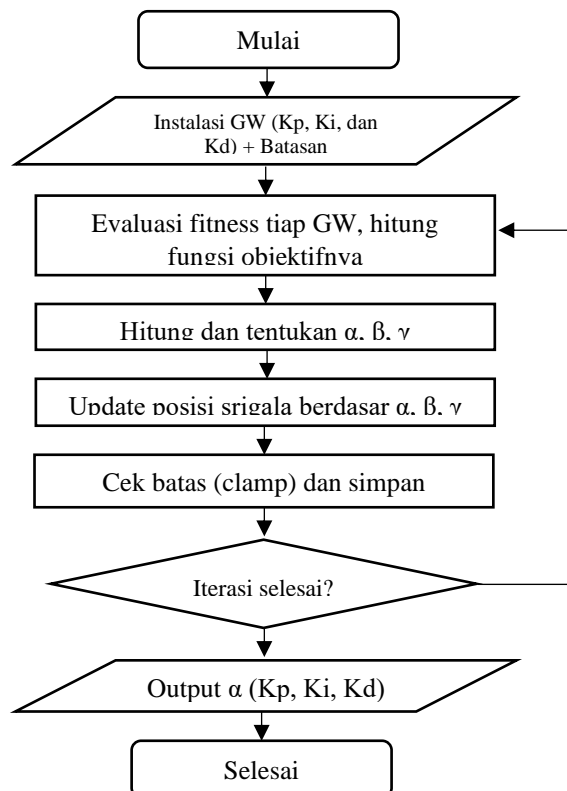 Mulai
Instalasi GW (Kp, Ki, dan
Kd) + Batasan
Evaluasi fitness tiap GW, hitung
fungsi obiektifnya
Hitung dan tentukan α, β, γ
Update posisi srigala berdasar α, β, γ
Cek batas (clamp) dan simpan
Iterasi selesai?
Output α (Kp, Ki, Kd)
Selesai